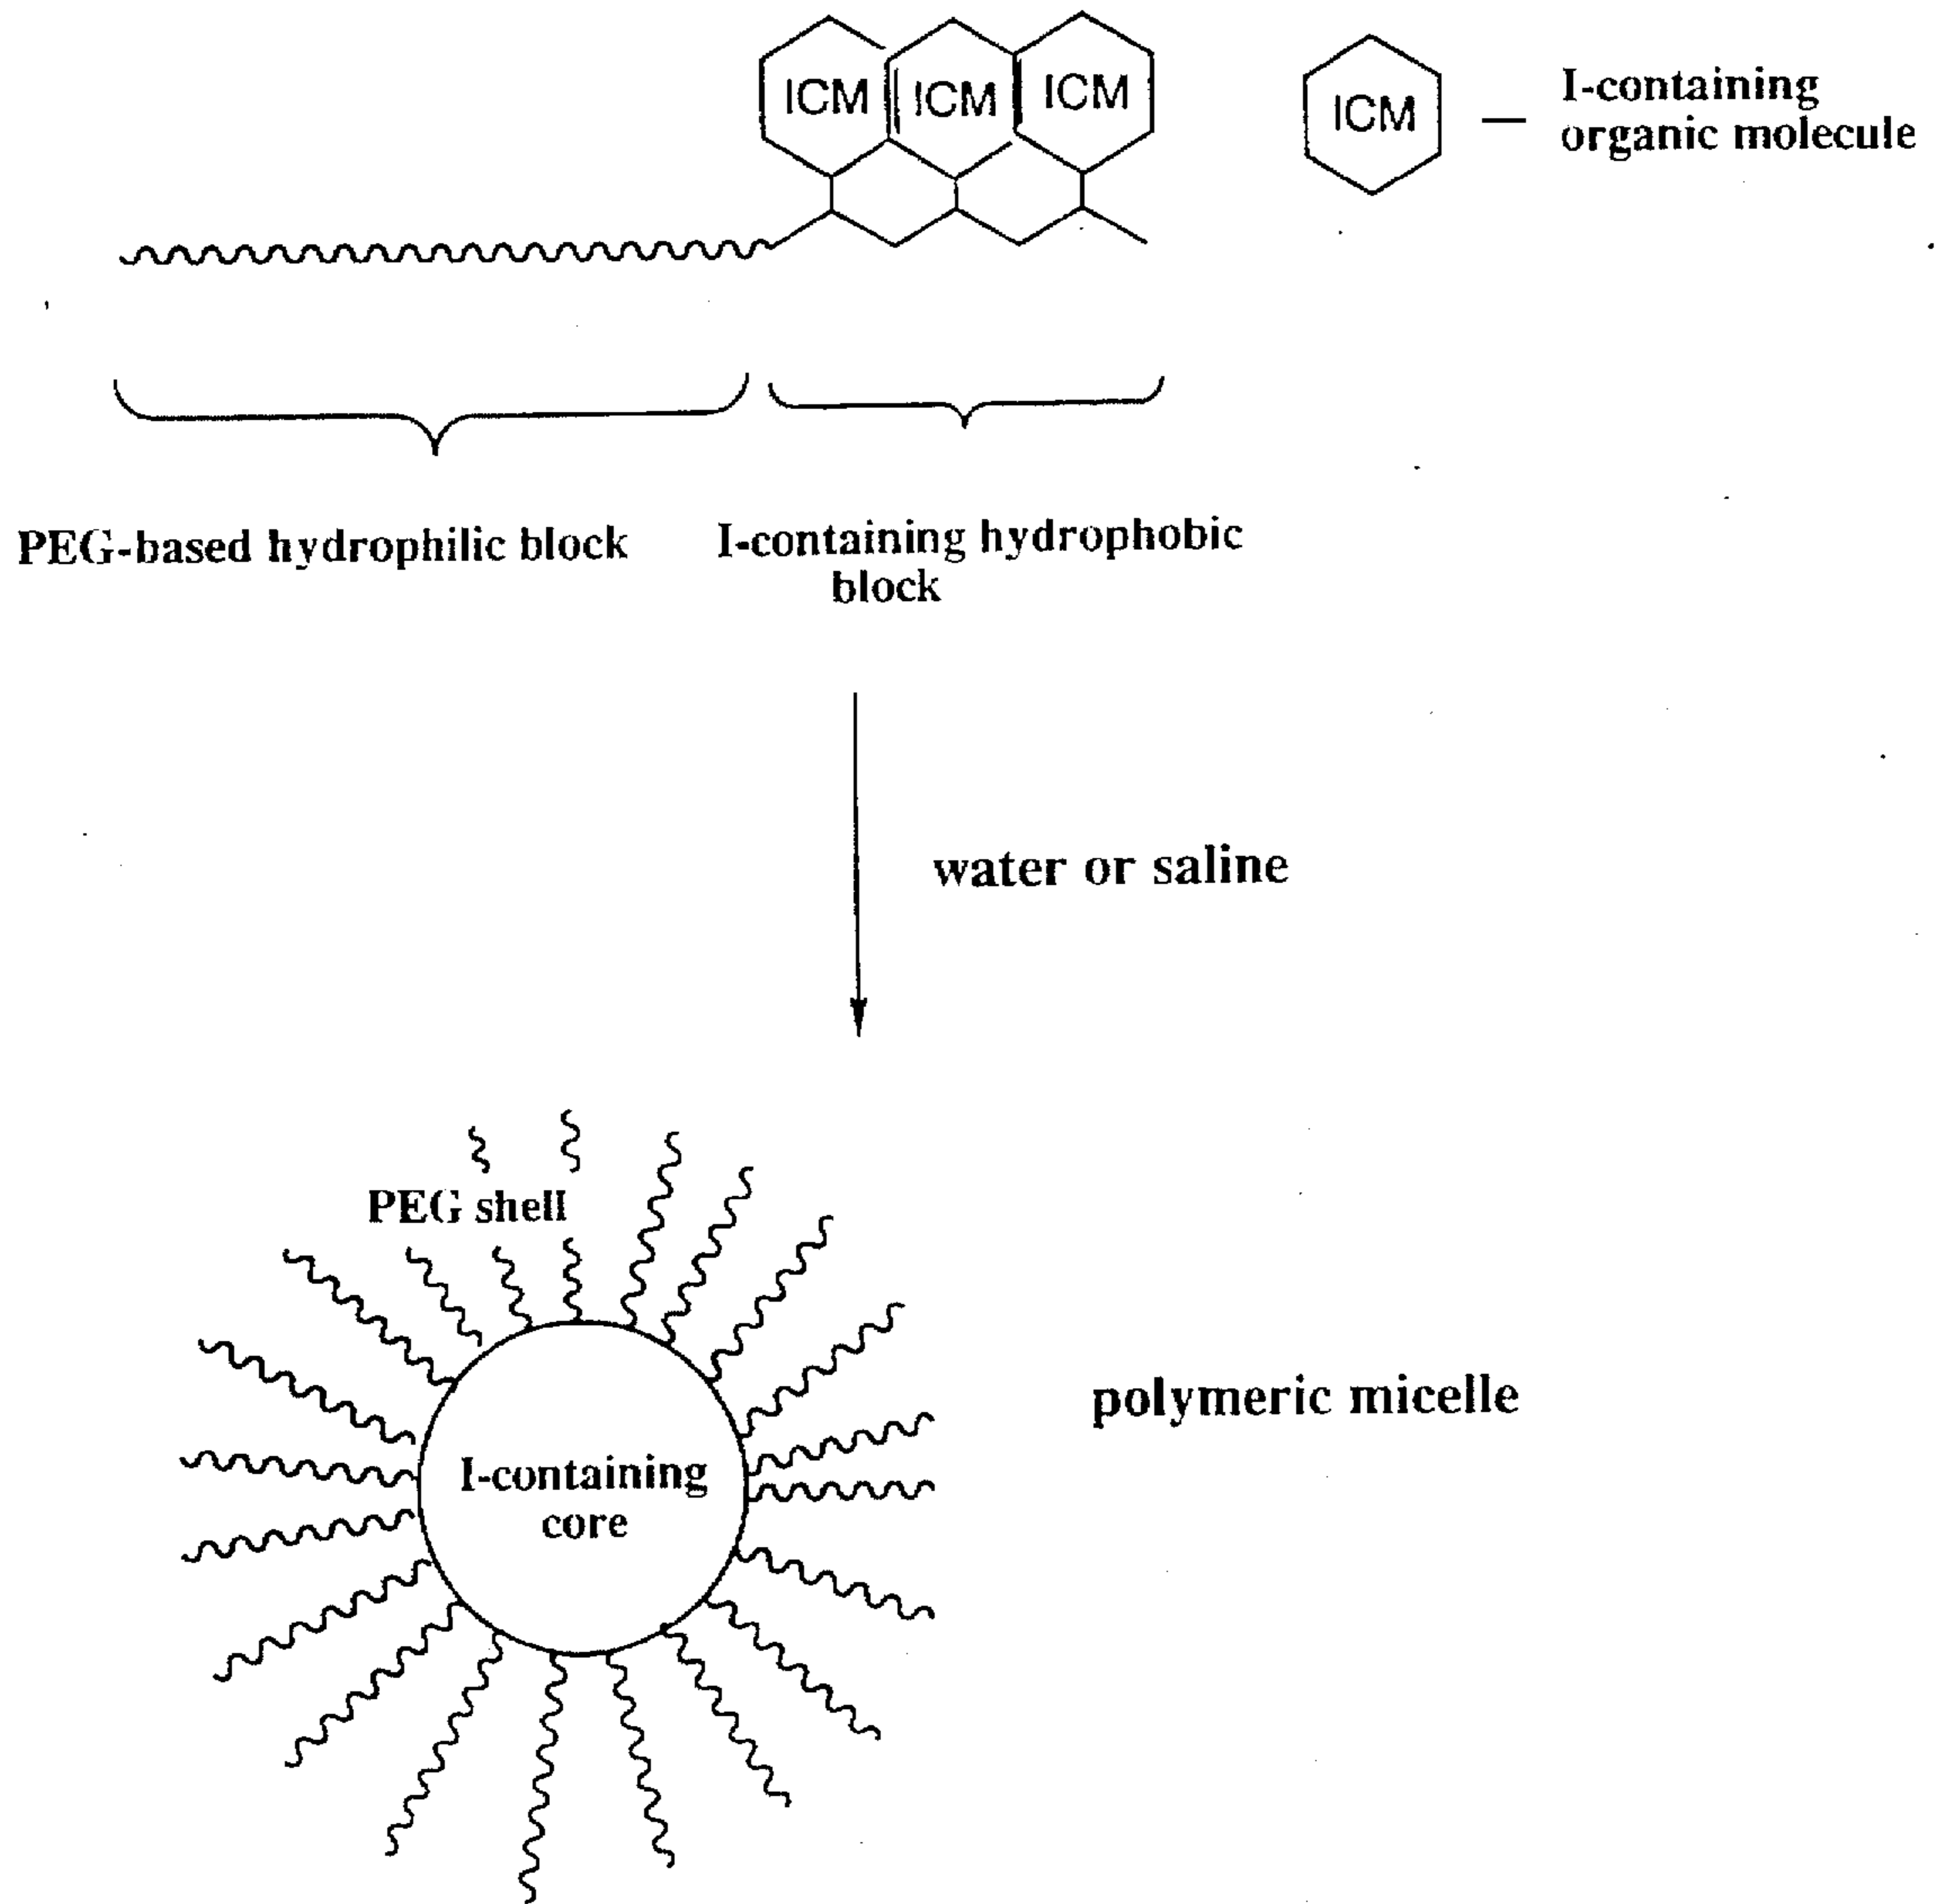 ICM
ICM
ICM
ICM
—
I-containing
organic molecule
PEG-based hydrophilic block
I-containing hydrophobic
block
water or saline
PEG shell
I-containing
core
polymeric micelle